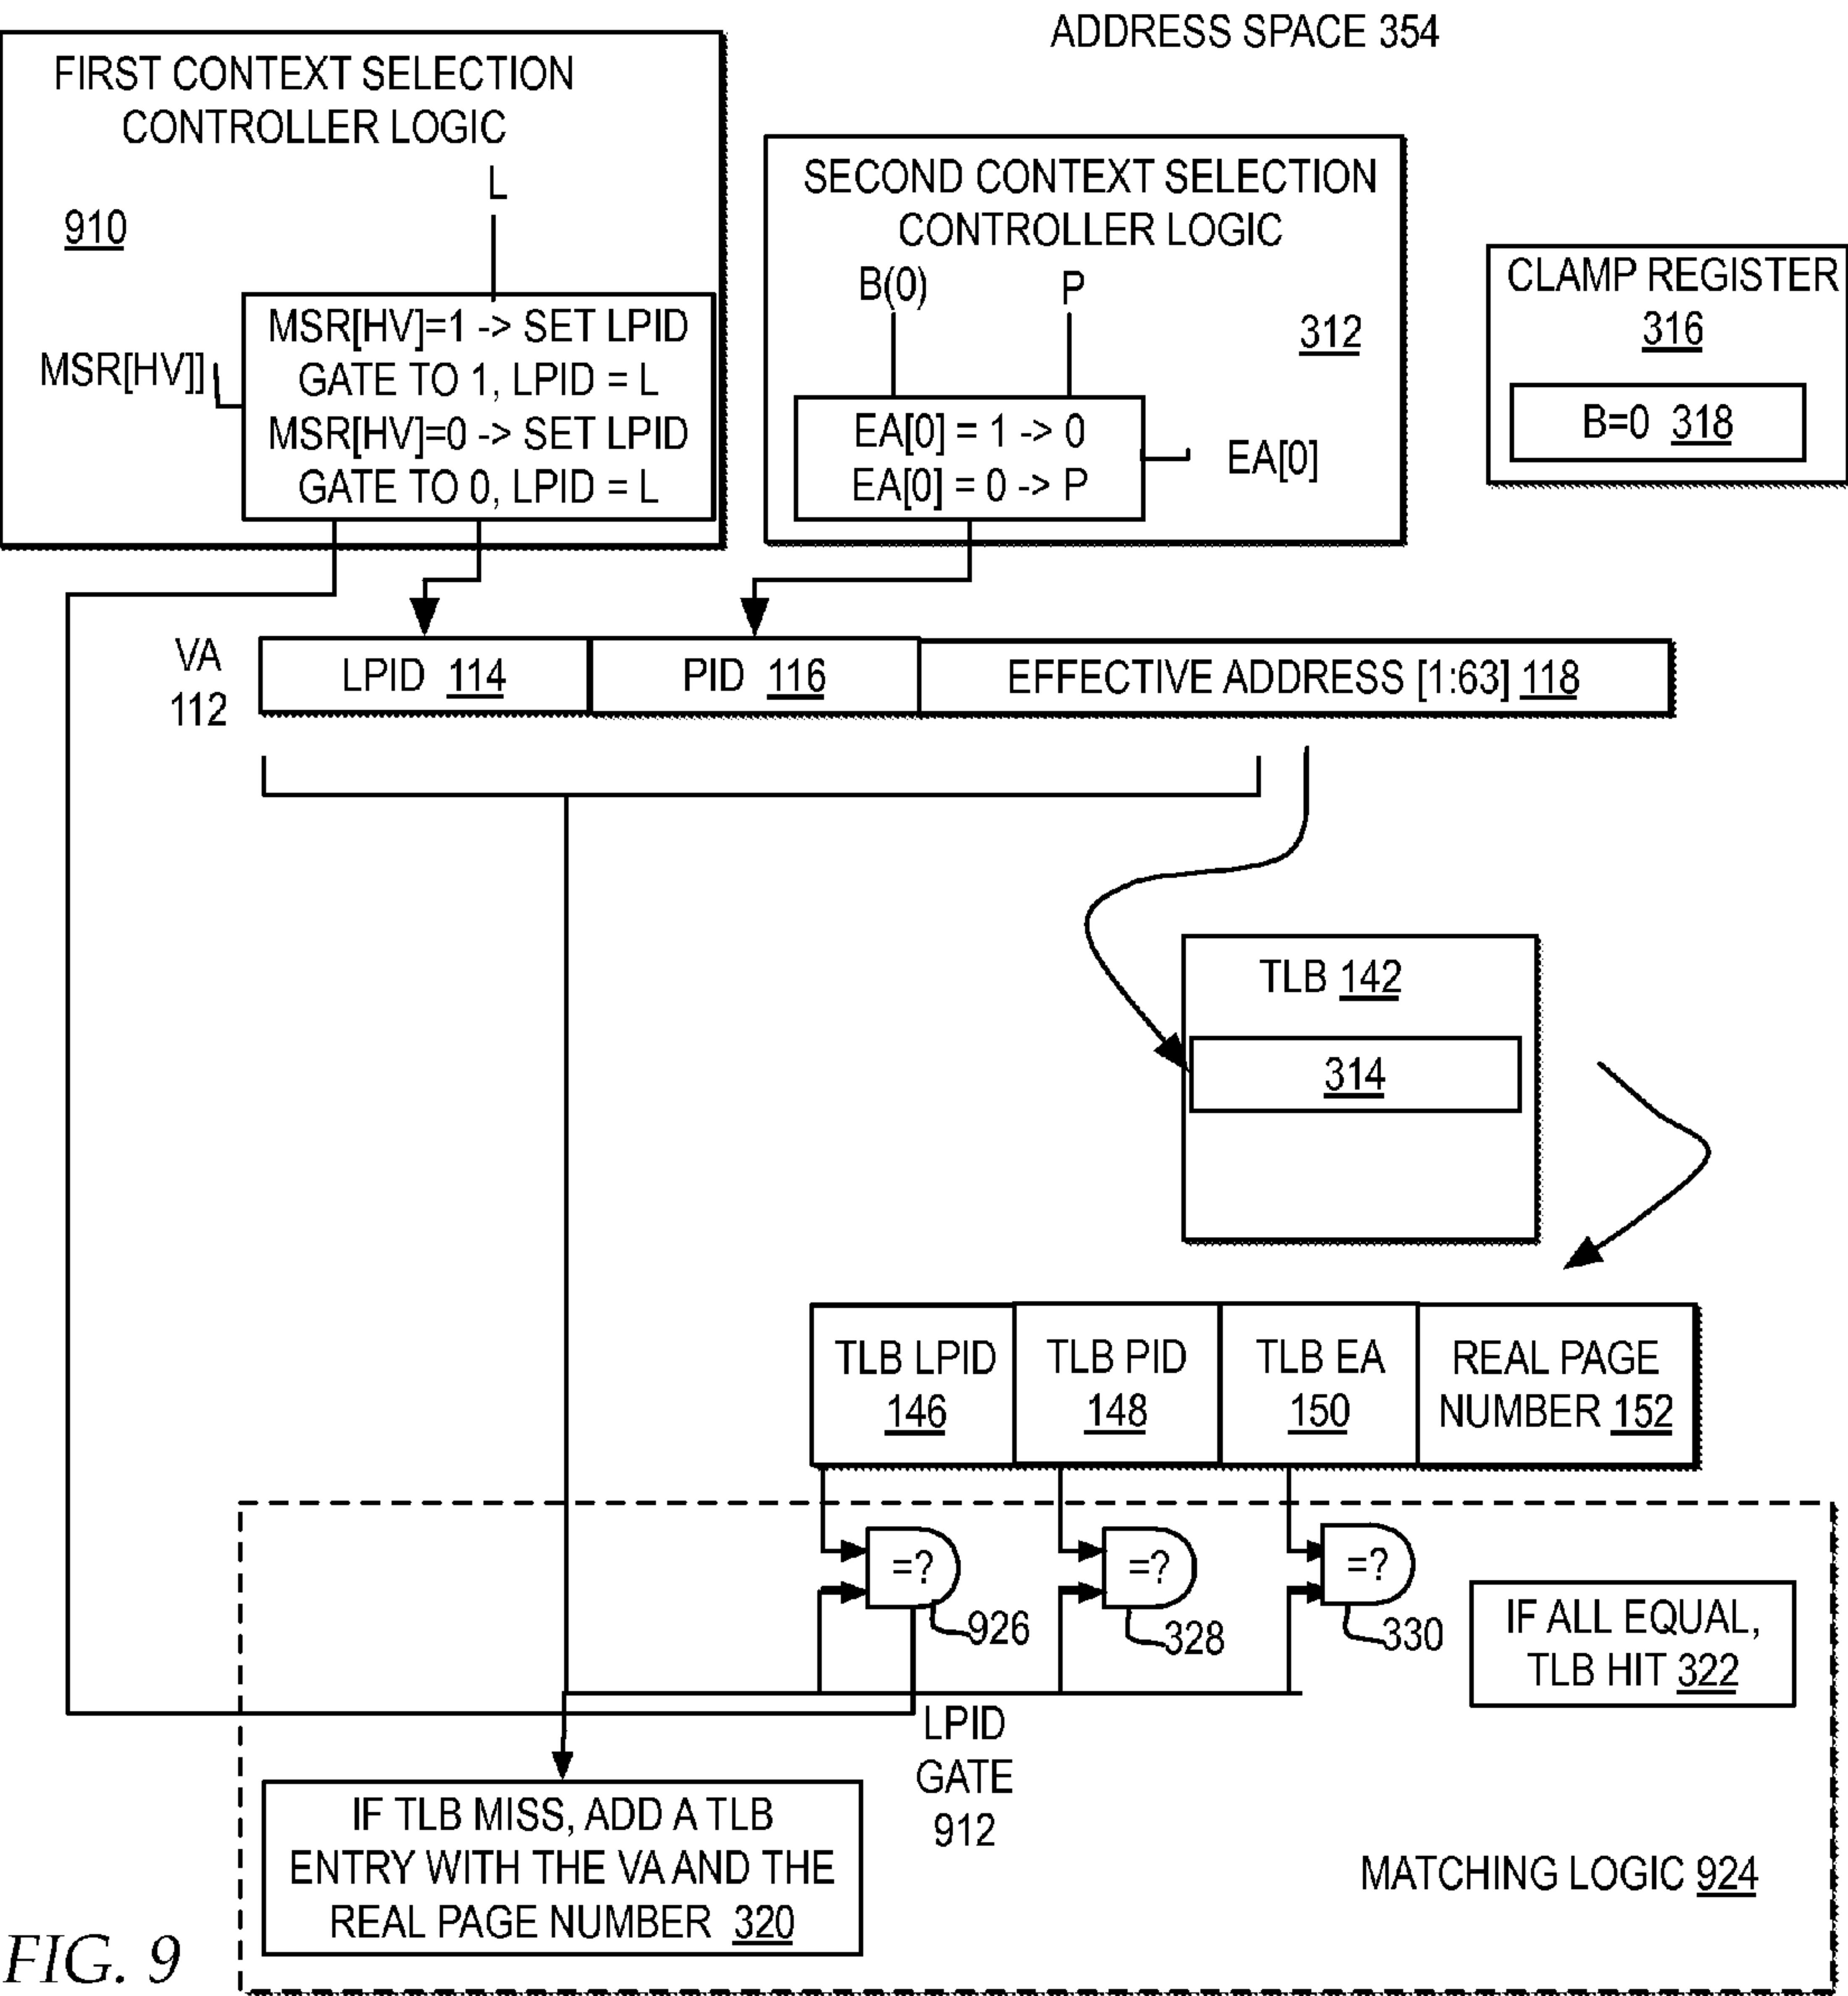 ADDRESS SPACE 354
FIRST CONTEXT SELECTION
CONTROLLER LOGIC
L
910
MSR[HV]]
MSR[HV]=1 -> SET LPID
GATE TO 1, LPID = L
MSR[HV]=0 -> SET LPID
GATE TO 0, LPID = L
SECOND CONTEXT SELECTION
CONTROLLER LOGIC
B(0)
P
312
EA[0] = 1 -> 0
EA[0] = 0 -> P
EA[0]
CLAMP REGISTER
316
B=0 318
VA
112
LPID 114
PID 116
EFFECTIVE ADDRESS [1:63] 118
TLB 142
314
TLB LPID
146
TLB PID
148
TLB EA
150
REAL PAGE
NUMBER 152
=?
=?
=?
926
328
330
IF ALL EQUAL,
TLB HIT 322
LPID
GATE
912
IF TLB MISS, ADD A TLB
ENTRY WITH THE VA AND THE
REAL PAGE NUMBER 320
MATCHING LOGIC 924
FIG. 9